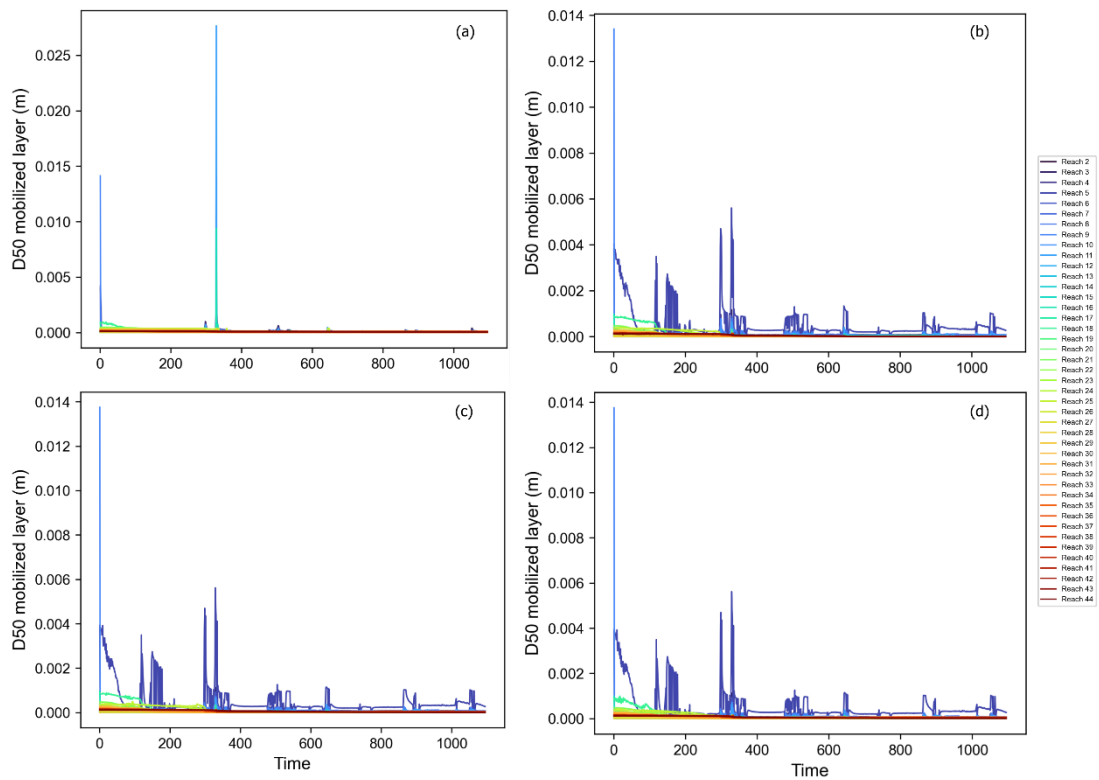 (a)
D50 mobilized layer (m)
0.025
0.020
0.015
0.010
0.005
0.000
0
200
400
600
800
1000
(b)
D50 mobilized layer (m)
0.014
0.012
0.010
0.008
0.006
0.004
0.002
0.000
0
200
400
600
800
1000
(c)
D50 mobilized layer (m)
0.014
0.012
0.010
0.008
0.006
0.004
0.002
0.000
0
200
400
600
800
1000
Time
(d)
D50 mobilized layer (m)
0.014
0.012
0.010
0.008
0.006
0.004
0.002
0.000
0
200
400
600
800
1000
Time
Reach 2
Reach 3
Reach 4
Reach 5
Reach 6
Reach 7
Reach 8
Reach 9
Reach 10
Reach 11
Reach 12
Reach 13
Reach 14
Reach 15
Reach 16
Reach 17
Reach 18
Reach 19
Reach 20
Reach 21
Reach 22
Reach 23
Reach 24
Reach 25
Reach 26
Reach 27
Reach 28
Reach 29
Reach 30
Reach 31
Reach 32
Reach 33
Reach 34
Reach 35
Reach 36
Reach 37
Reach 38
Reach 39
Reach 40
Reach 41
Reach 42
Reach 43
Reach 44